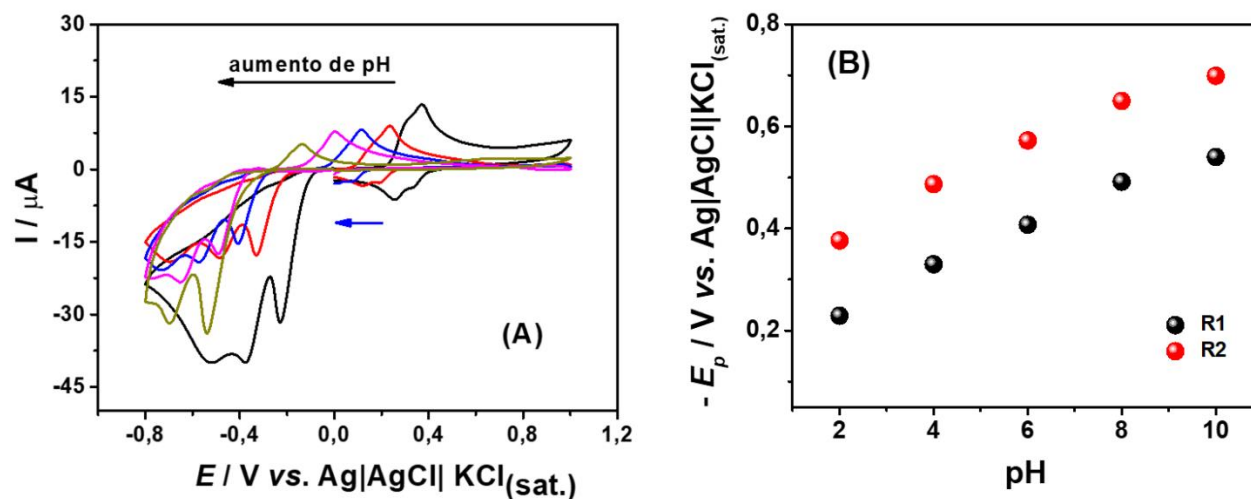 30
15
0
-15
-30
-45
I / μA
aumento de pH
(A)
-0,8 -0,4 0,0 0,4 0,8 1,2
E / V vs. Ag|AgCl| KCl(sat.)
0,8
0,6
0,4
0,2
- Ep / V vs. Ag|AgCl||KCl(sat.)
(B)
R1
R2
2 4 6 8 10
pH